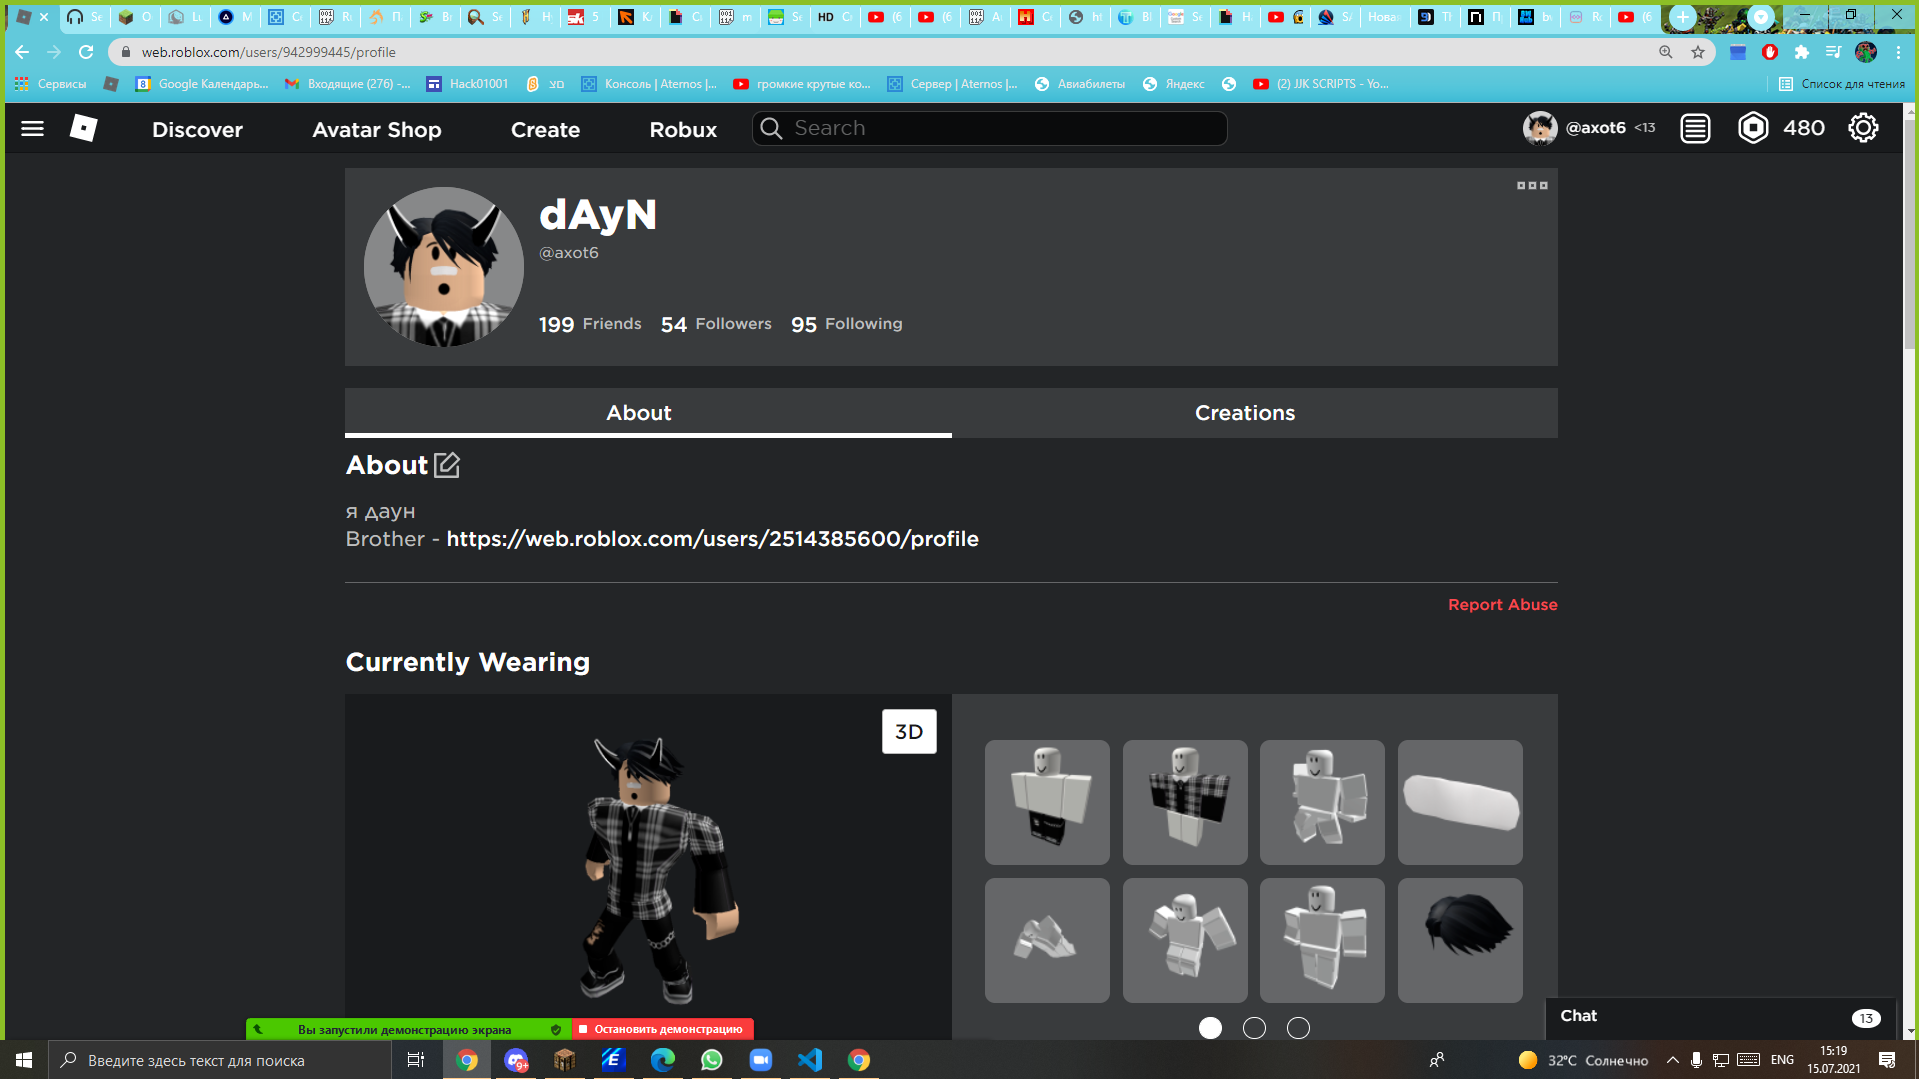 web.roblox.com/users/942999445/profile
Сервисы
Google Календарь...
Входящие (276) -...
Hack01001
מצ
Консоль | Aternos |...
громкие крутые ко...
Сервер | Aternos |...
Авиабилеты
Яндекс
(2) JJK SCRIPTS - Yo...
Список для чтения
Discover
Avatar Shop
Create
Robux
Search
@axot6 <13
480
dAyN
@axot6
199 Friends 54 Followers 95 Following
About
Creations
About
я даун
Brother - https://web.roblox.com/users/2514385600/profile
Report Abuse
Currently Wearing
3D
Chat
13
Вы запустили демонстрацию экрана
Остановить демонстрацию
Введите здесь текст для поиска
9+
32°C Солнечно
ENG
15:19
15.07.2021